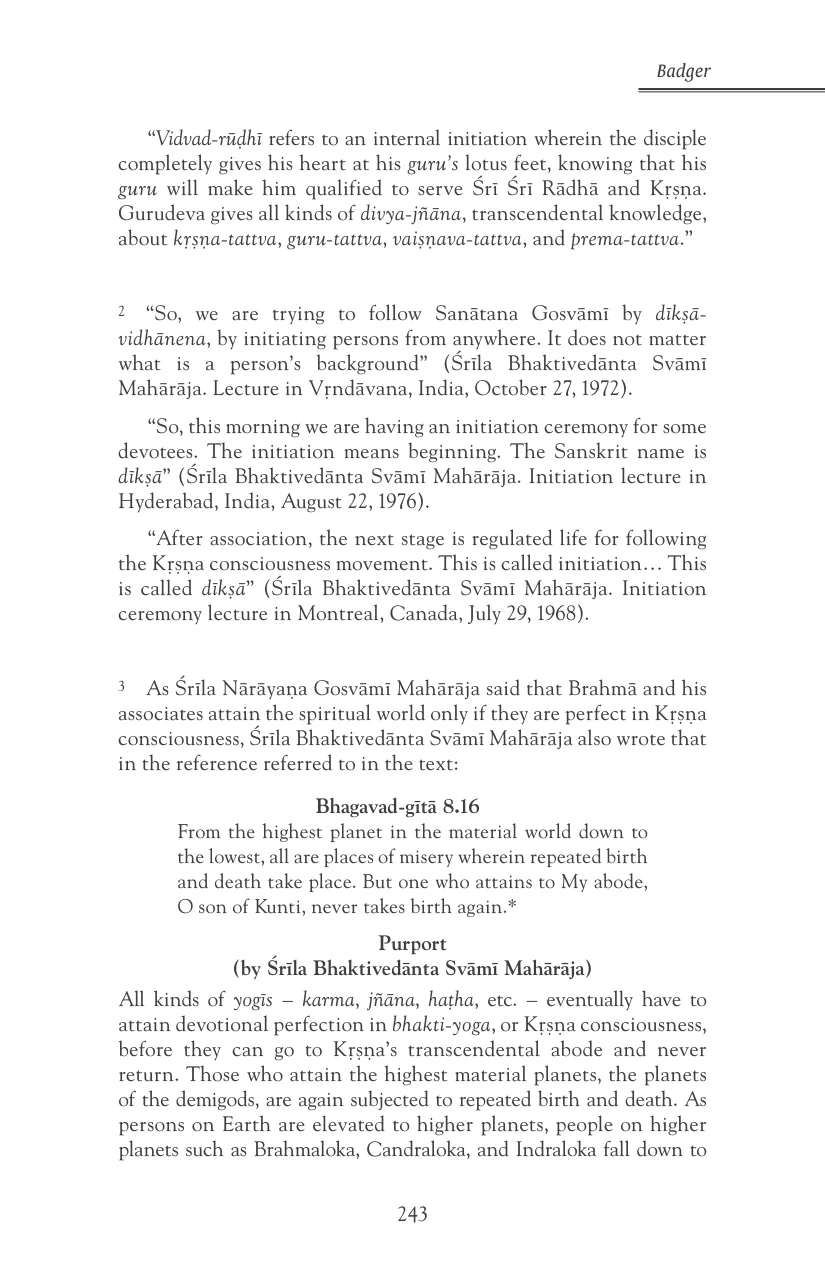 Badger
“Vidvad-rūḍhī refers to an internal initiation wherein the disciple
completely gives his heart at his guru’s lotus feet, knowing that his
guru will make him qualified to serve Śrī Śrī Rādhā and Kṛṣṇa.
Gurudeva gives all kinds of divya-jñāna, transcendental knowledge,
about kṛṣṇa-tattva, guru-tattva, vaiṣṇava-tattva, and prema-tattva.”
2 “So, we are trying to follow Sanātana Gosvāmī by dīkṣā-
vidhānena, by initiating persons from anywhere. It does not matter
what is a person’s background” (Śrīla Bhaktivedānta Svāmī
Mahārāja. Lecture in Vṛndāvana, India, October 27, 1972).
“So, this morning we are having an initiation ceremony for some
devotees. The initiation means beginning. The Sanskrit name is
dīkṣā” (Śrīla Bhaktivedānta Svāmī Mahārāja. Initiation lecture in
Hyderabad, India, August 22, 1976).
“After association, the next stage is regulated life for following
the Kṛṣṇa consciousness movement. This is called initiation… This
is called dīkṣā” (Śrīla Bhaktivedānta Svāmī Mahārāja. Initiation
ceremony lecture in Montreal, Canada, July 29, 1968).
3 As Śrīla Nārāyaṇa Gosvāmī Mahārāja said that Brahmā and his
associates attain the spiritual world only if they are perfect in Kṛṣṇa
consciousness, Śrīla Bhaktivedānta Svāmī Mahārāja also wrote that
in the reference referred to in the text:
Bhagavad-gītā 8.16
From the highest planet in the material world down to
the lowest, all are places of misery wherein repeated birth
and death take place. But one who attains to My abode,
O son of Kunti, never takes birth again.*
Purport
(by Śrīla Bhaktivedānta Svāmī Mahārāja)
All kinds of yogīs – karma, jñāna, haṭha, etc. – eventually have to
attain devotional perfection in bhakti-yoga, or Kṛṣṇa consciousness,
before they can go to Kṛṣṇa’s transcendental abode and never
return. Those who attain the highest material planets, the planets
of the demigods, are again subjected to repeated birth and death. As
persons on Earth are elevated to higher planets, people on higher
planets such as Brahmaloka, Candraloka, and Indraloka fall down to
243